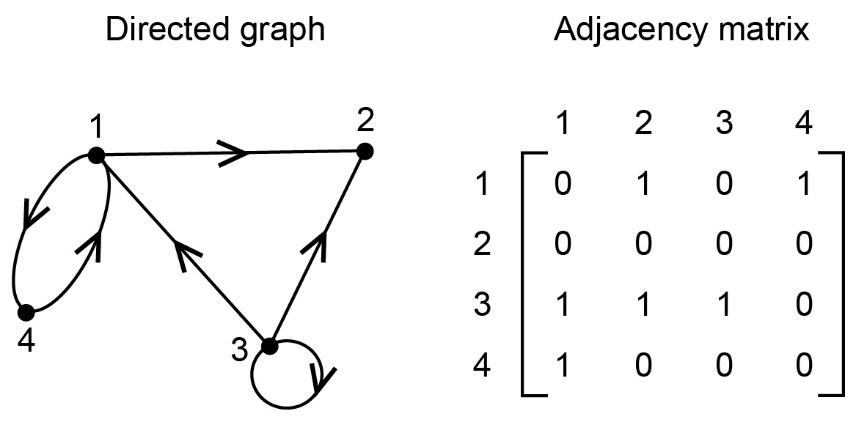 Directed graph
Adjacency matrix
1
2
3
4
1 2 3 4
1 0 1 0 1
2 0 0 0 0
3 1 1 1 0
4 1 0 0 0